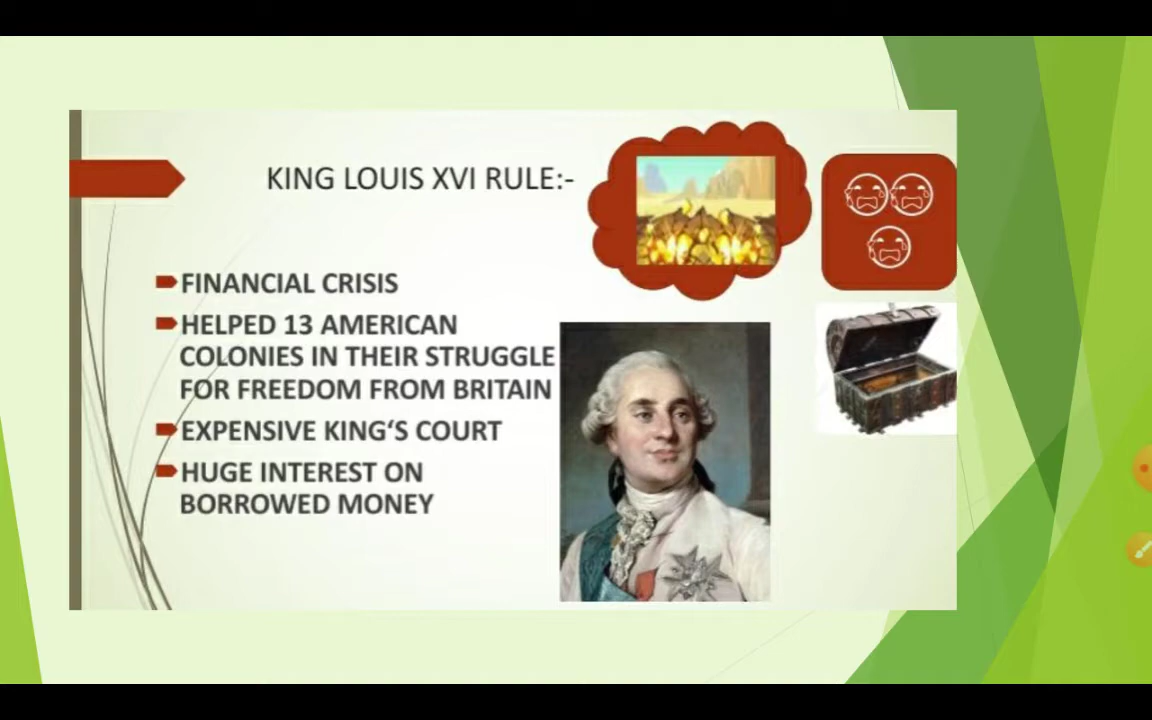 KING LOUIS XVI RULE:-
FINANCIAL CRISIS
HELPED 13 AMERICAN
COLONIES IN THEIR STRUGGLE
FOR FREEDOM FROM BRITAIN
EXPENSIVE KING‘S COURT
HUGE INTEREST ON
BORROWED MONEY